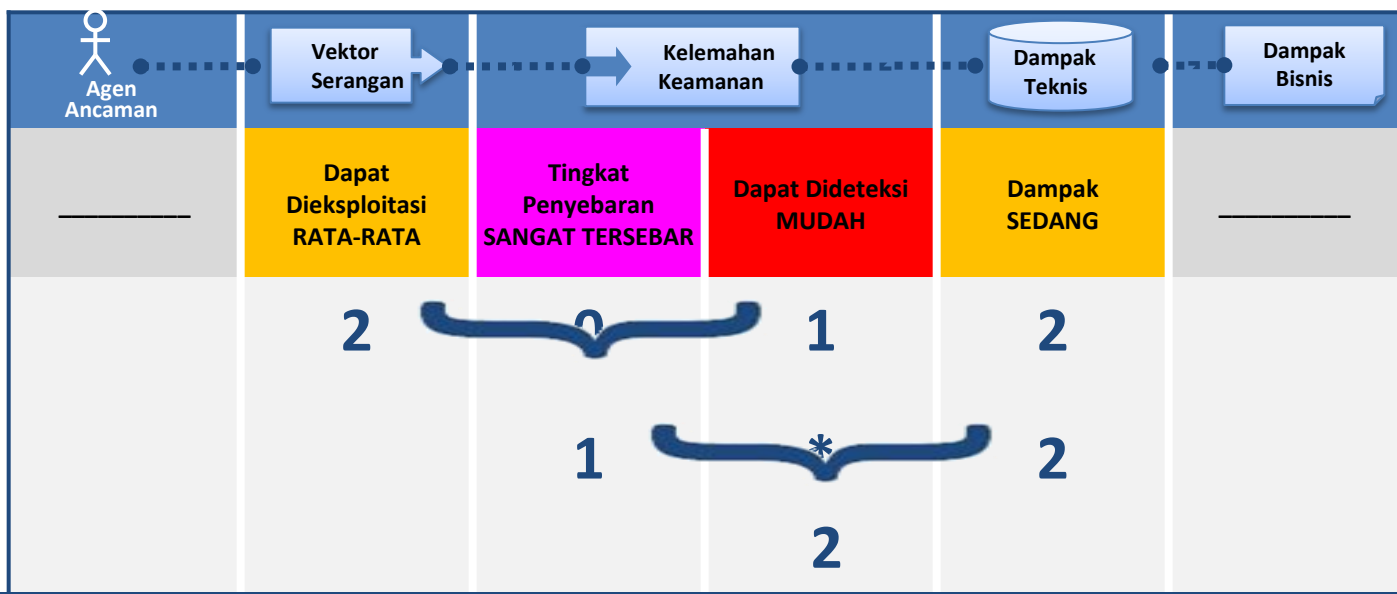 Agen
Ancaman
Vektor
Serangan
Kelemahan
Keamanan
Dampak
Teknis
Dampak
Bisnis
__________
Dapat
Dieksploitasi
RATA-RATA
Tingkat
Penyebaran
SANGAT TERSEBAR
Dapat Dideteksi
MUDAH
Dampak
SEDANG
__________
2 0 1 2
1 * 2
2